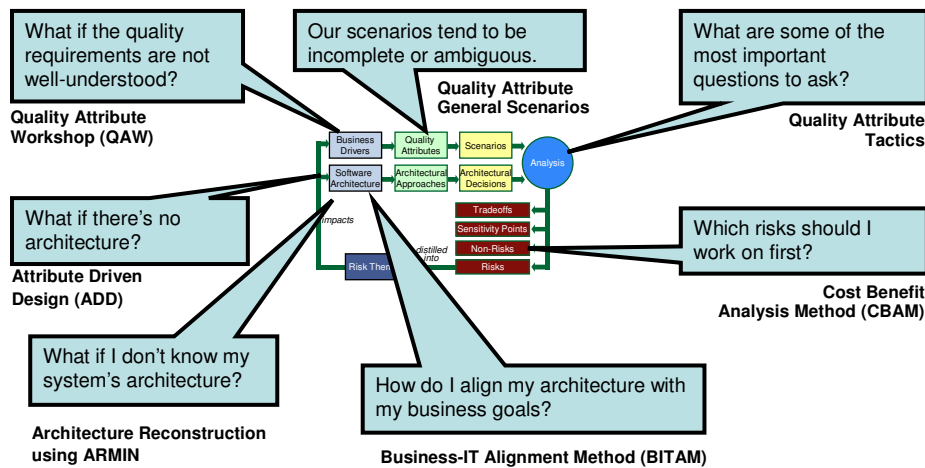 What if the quality
requirements are not
well-understood?
Quality Attribute
Workshop (QAW)
Our scenarios tend to be
incomplete or ambiguous.
Quality Attribute
General Scenarios
What are some of the
most important
questions to ask?
Quality Attribute
Tactics
Business
Drivers
Quality
Attributes
Scenarios
Analysis
Software
Architecture
Architectural
Approaches
Architectural
Decisions
What if there's no
architecture?
Attribute Driven
Design (ADD)
impacts
Tradeoffs
Sensitivity Points
Non-Risks
Risks
distilled
into
Which risks should I
work on first?
Cost Benefit
Analysis Method (CBAM)
What if I don't know my
system's architecture?
Architecture Reconstruction
using ARMIN
How do I align my architecture with
my business goals?
Business-IT Alignment Method (BITAM)
Risk Them